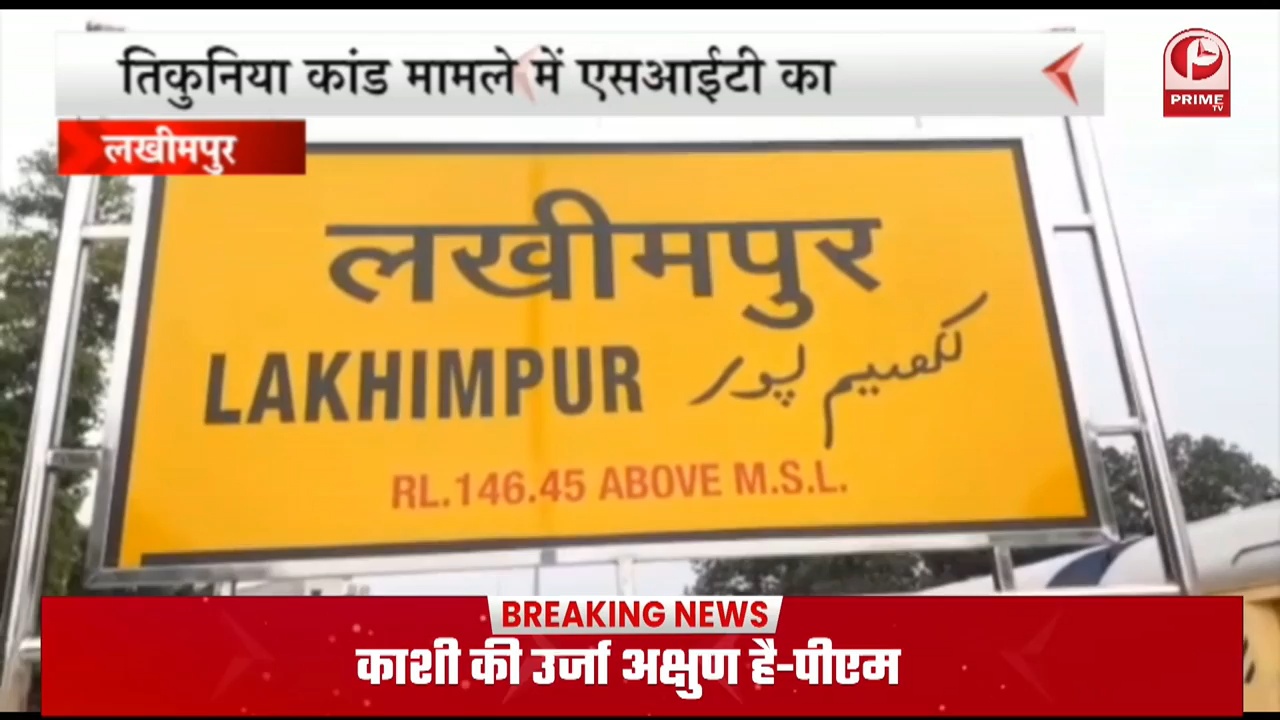 तिकुनिया कांड मामले में एसआईटी का
PRIME
TV
लखीमपुर
लखीमपुर
LAKHIMPUR لکھیم پور
RL.146.45 ABOVE M.S.L.
BREAKING NEWS
काशी की उर्जा अक्षुण है-पीएम